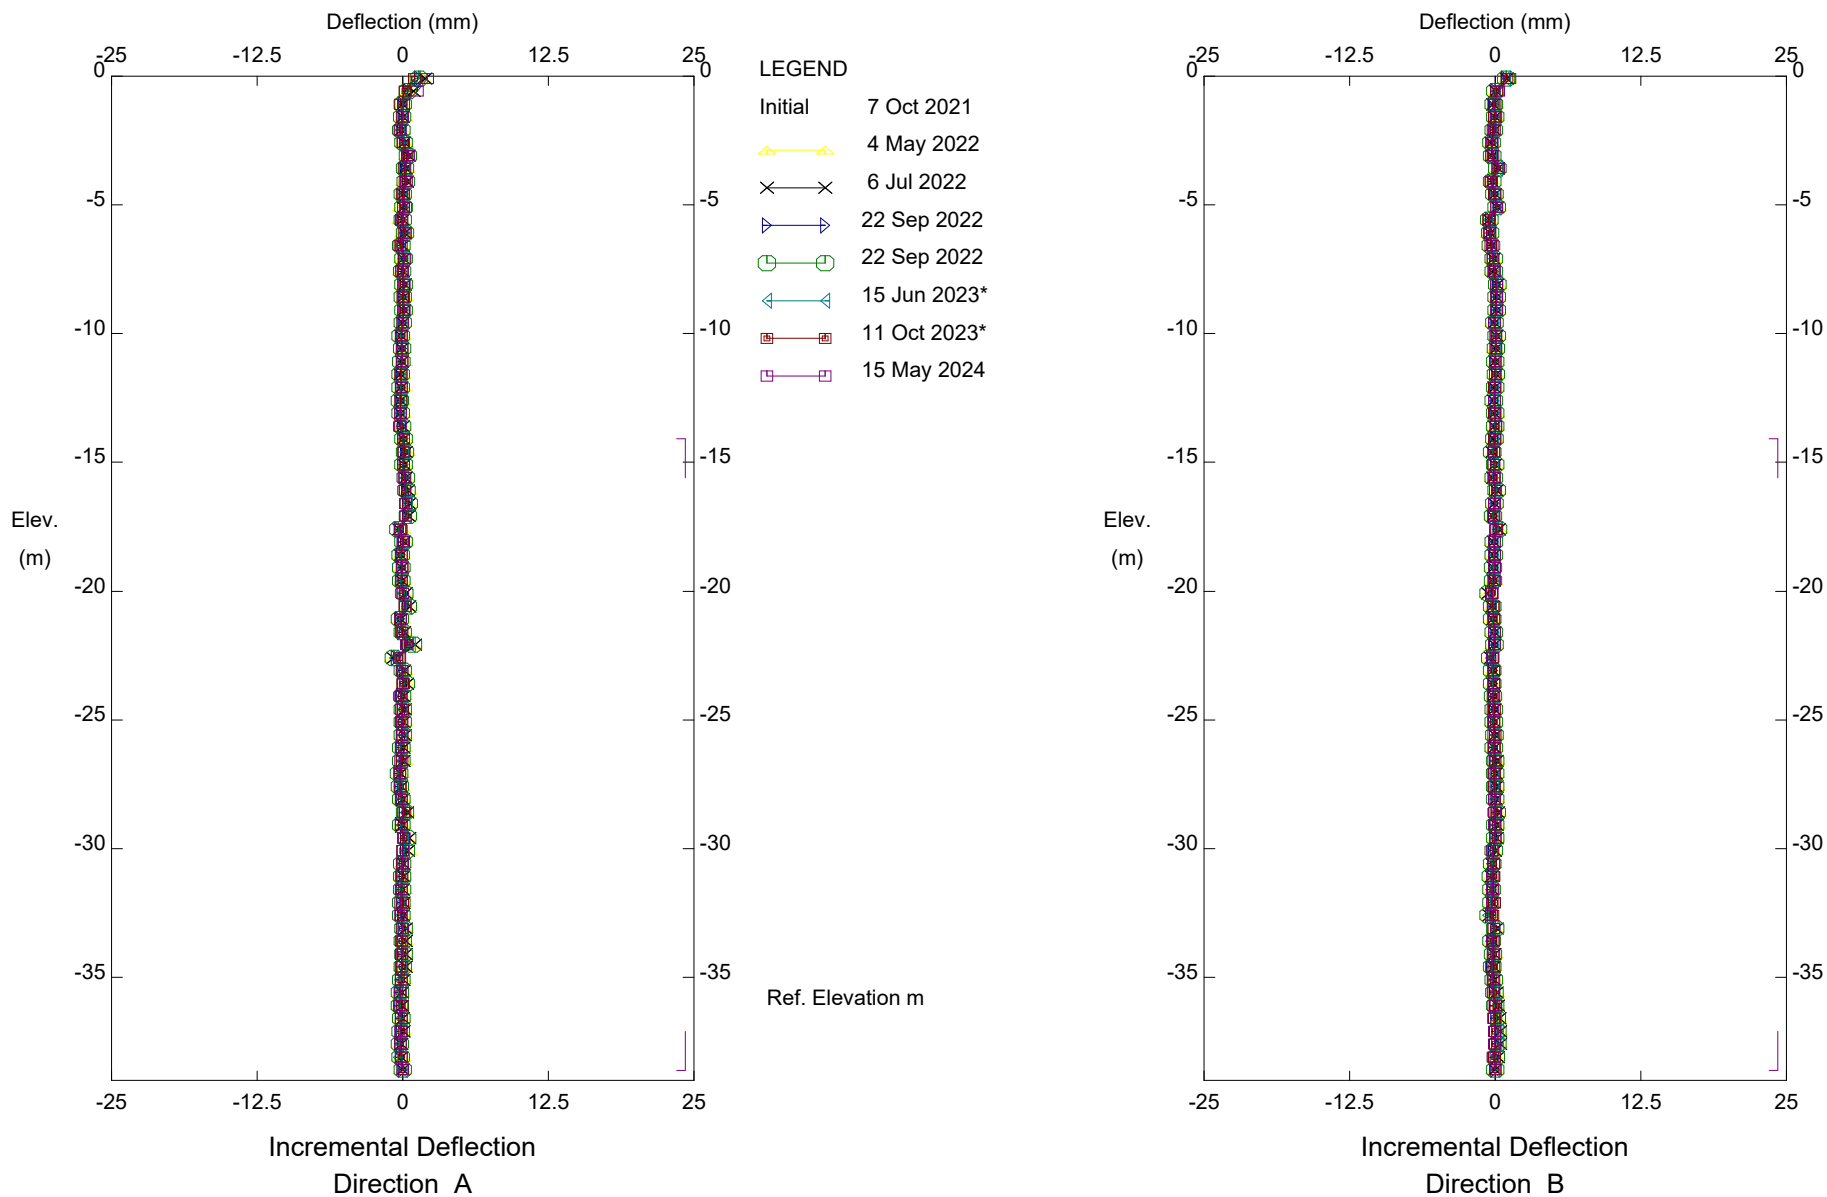 Deflection (mm)
-25 -12.5 0 12.5 25
0 0
-5 -5
-10 -10
-15 -15
-20 -20
-25 -25
-30 -30
-35 -35
Elev.
(m)
-25 -12.5 0 12.5 25
Incremental Deflection
Direction A
LEGEND
Initial 7 Oct 2021
4 May 2022
6 Jul 2022
22 Sep 2022
22 Sep 2022
15 Jun 2023*
11 Oct 2023*
15 May 2024
Ref. Elevation m
Deflection (mm)
-25 -12.5 0 12.5 25
0 0
-5 -5
-10 -10
-15 -15
-20 -20
-25 -25
-30 -30
-35 -35
Elev.
(m)
-25 -12.5 0 12.5 25
Incremental Deflection
Direction B